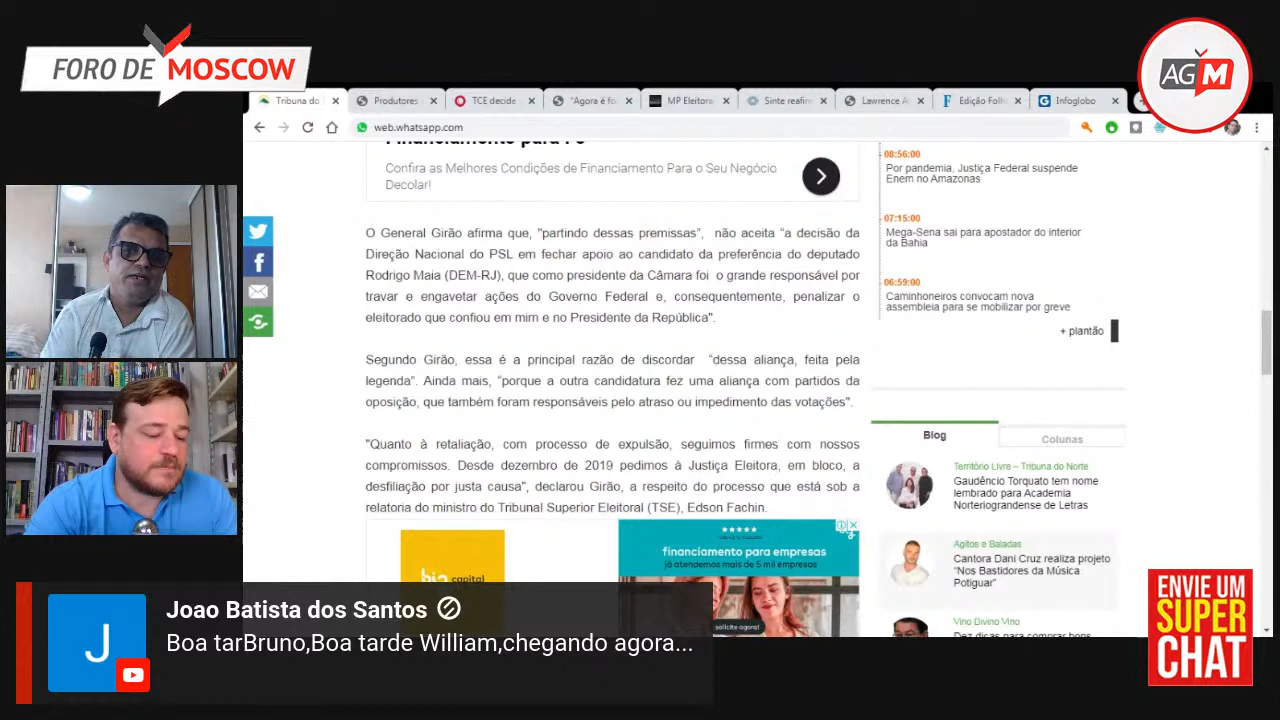 FORO DE MOSCOW
AGM
Tribuna do
Produtores
TCE decide
"Agora é fo
MP Eleitora
Sinte reafir
Lawrence A
Edição Folh
Infoglobo
web.whatsapp.com
Confira as Melhores Condições de Financiamento Para o Seu Negócio
Decolar!
O General Girão afirma que, "partindo dessas premissas", não aceita "a decisão da
Direção Nacional do PSL em fechar apoio ao candidato da preferência do deputado
Rodrigo Maia (DEM-RJ), que como presidente da Câmara foi o grande responsável por
travar e engavetar ações do Governo Federal e, consequentemente, penalizar o
eleitorado que confiou em mim e no Presidente da República".
Segundo Girão, essa é a principal razão de discordar "dessa aliança, feita pela
legenda". Ainda mais, "porque a outra candidatura fez uma aliança com partidos da
oposição, que também foram responsáveis pelo atraso ou impedimento das votações".
"Quanto à retaliação, com processo de expulsão, seguimos firmes com nossos
compromissos. Desde dezembro de 2019 pedimos à Justiça Eleitora, em bloco, a
desfiliação por justa causa", declarou Girão, a respeito do processo que está sob a
relatoria do ministro do Tribunal Superior Eleitoral (TSE), Edson Fachin.
capital
financiamento para empresas
já atendemos mais de 5 mil empresas
solicite agora!
08:56:00
Por pandemia, Justiça Federal suspende
Enem no Amazonas
07:15:00
Mega-Sena sai para apostador do interior
da Bahia
06:59:00
Caminhoneiros convocam nova
assembleia para se mobilizar por greve
+ plantão
Blog
Colunas
Território Livre – Tribuna do Norte
Gaudêncio Torquato tem nome
lembrado para Academia
Norteriograndense de Letras
Agitos e Baladas
Cantora Dani Cruz realiza projeto
"Nos Bastidores da Música
Potiguar"
Vino Divino Vino
Dez dicas para comprar bons
J
Joao Batista dos Santos
Boa tarBruno,Boa tarde William,chegando agora...
ENVIE UM
SUPER
CHAT